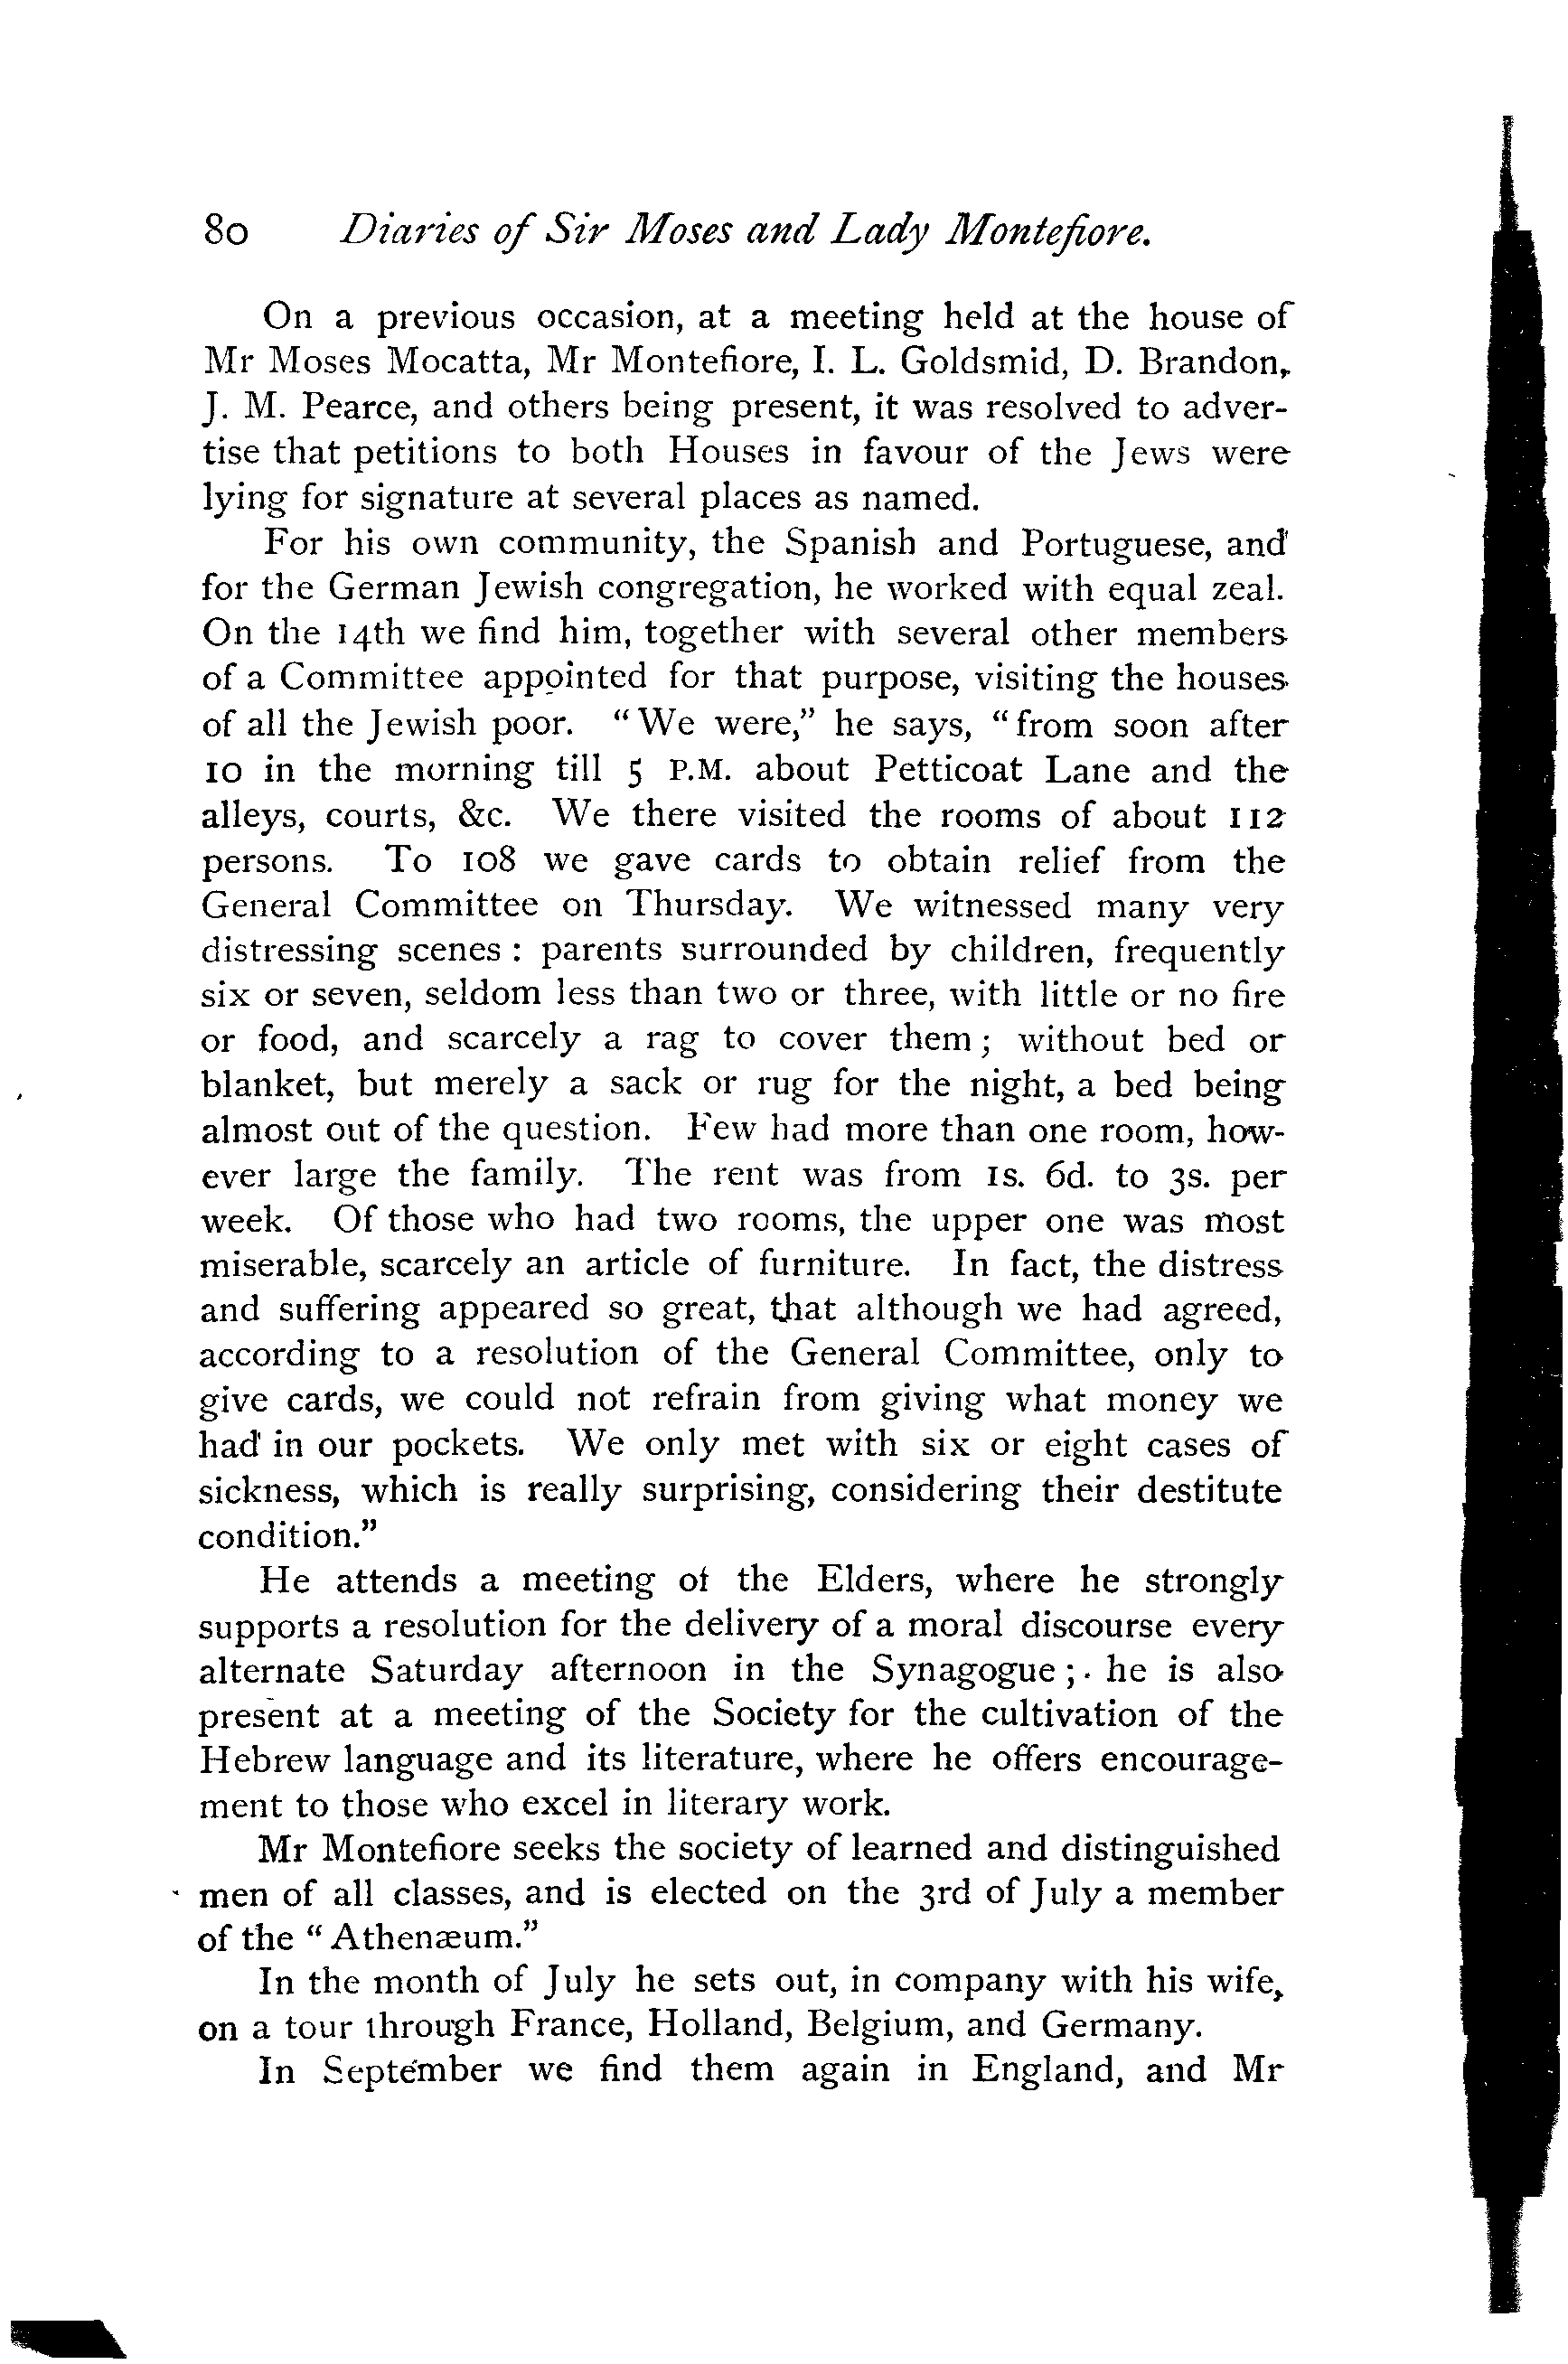 80 Diaries of Sir Moses and Lady Montefiore.
On a previous occasion, at a meeting held at the house of
Mr Moses Mocatta, Mr Montefiore, I. L. Goldsmid, D. Brandon,
J. M. Pearce, and others being present, it was resolved to adver-
tise that petitions to both Houses in favour of the Jews were
lying for signature at several places as named.
For his own community, the Spanish and Portuguese, and
for the German Jewish congregation, he worked with equal zeal.
On the 14th we find him, together with several other members
of a Committee appointed for that purpose, visiting the houses
of all the Jewish poor. “We were,” he says, “from soon after
10 in the morning till 5 P.M. about Petticoat Lane and the
alleys, courts, &c. We there visited the rooms of about 112
persons. To 108 we gave cards to obtain relief from the
General Committee on Thursday. We witnessed many very
distressing scenes : parents surrounded by children, frequently
six or seven, seldom less than two or three, with little or no fire
or food, and scarcely a rag to cover them ; without bed or
blanket, but merely a sack or rug for the night, a bed being
almost out of the question. Few had more than one room, how-
ever large the family. The rent was from 1s. 6d. to 3s. per
week. Of those who had two rooms, the upper one was most
miserable, scarcely an article of furniture. In fact, the distress
and suffering appeared so great, that although we had agreed,
according to a resolution of the General Committee, only to
give cards, we could not refrain from giving what money we
had in our pockets. We only met with six or eight cases of
sickness, which is really surprising, considering their destitute
condition.”
He attends a meeting of the Elders, where he strongly
supports a resolution for the delivery of a moral discourse every
alternate Saturday afternoon in the Synagogue ; he is also
present at a meeting of the Society for the cultivation of the
Hebrew language and its literature, where he offers encourage-
ment to those who excel in literary work.
Mr Montefiore seeks the society of learned and distinguished
men of all classes, and is elected on the 3rd of July a member
of the “Athenæum.”
In the month of July he sets out, in company with his wife,
on a tour through France, Holland, Belgium, and Germany.
In September we find them again in England, and Mr